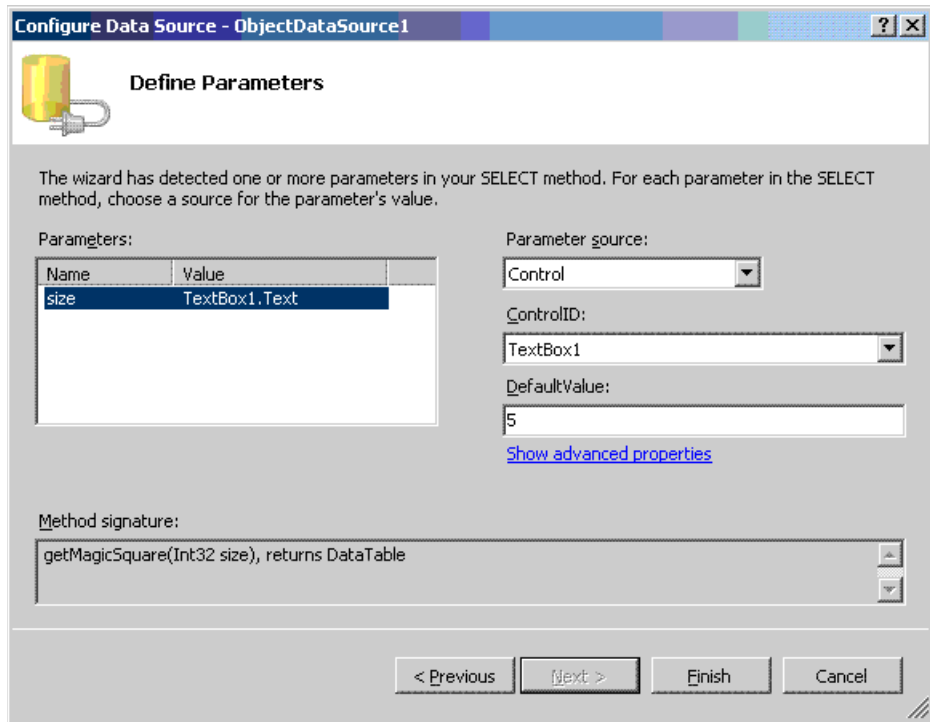 Configure Data Source - ObjectDataSource1
Define Parameters
The wizard has detected one or more parameters in your SELECT method. For each parameter in the SELECT
method, choose a source for the parameter's value.
Parameters:
Name Value
size TextBox1.Text
Parameter source:
Control
ControlID:
TextBox1
DefaultValue:
5
Show advanced properties
Method signature:
getMagicSquare(Int32 size), returns DataTable
< Previous Next > Finish Cancel